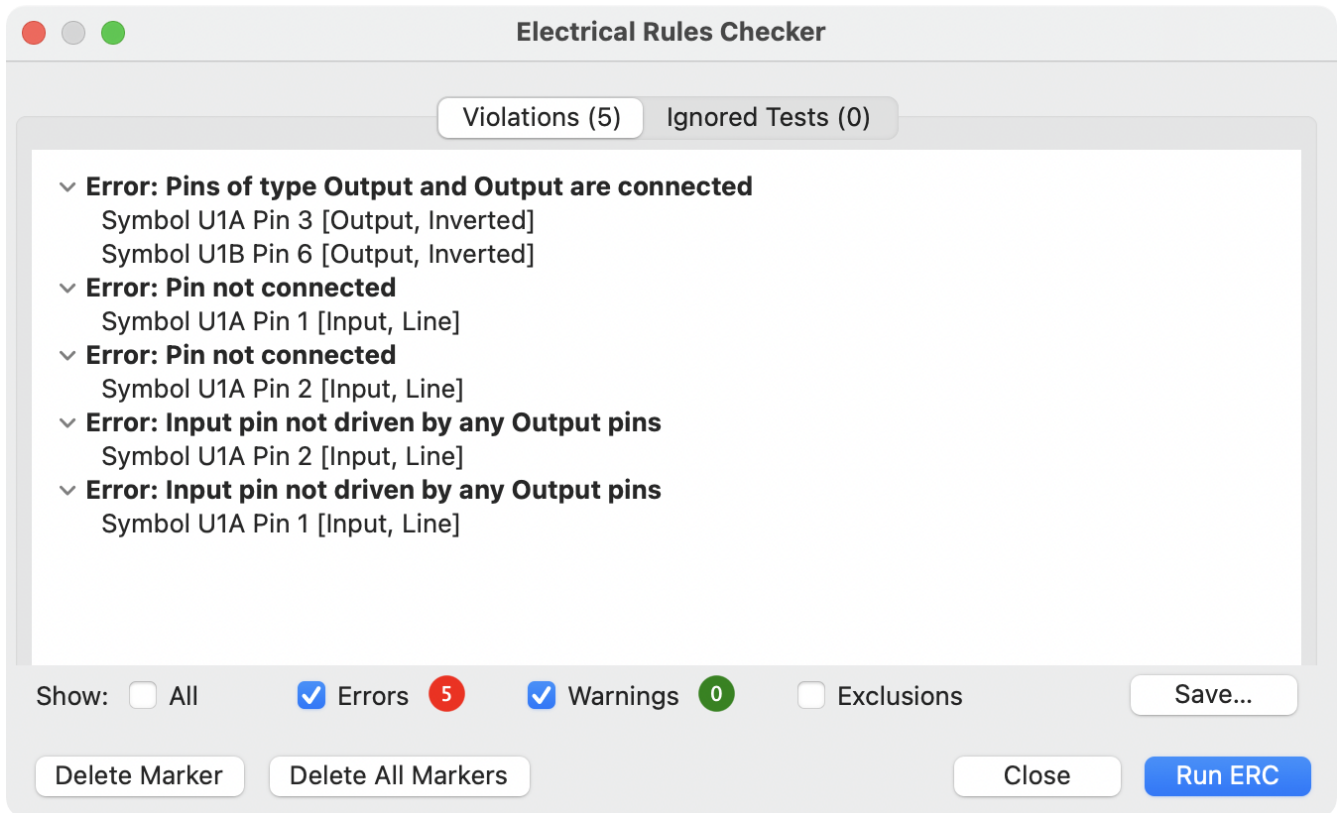 Electrical Rules Checker
Violations (5) Ignored Tests (0)
Error: Pins of type Output and Output are connected
Symbol U1A Pin 3 [Output, Inverted]
Symbol U1B Pin 6 [Output, Inverted]
Error: Pin not connected
Symbol U1A Pin 1 [Input, Line]
Error: Pin not connected
Symbol U1A Pin 2 [Input, Line]
Error: Input pin not driven by any Output pins
Symbol U1A Pin 2 [Input, Line]
Error: Input pin not driven by any Output pins
Symbol U1A Pin 1 [Input, Line]
Show: All Errors 5 Warnings 0 Exclusions Save...
Delete Marker Delete All Markers Close Run ERC